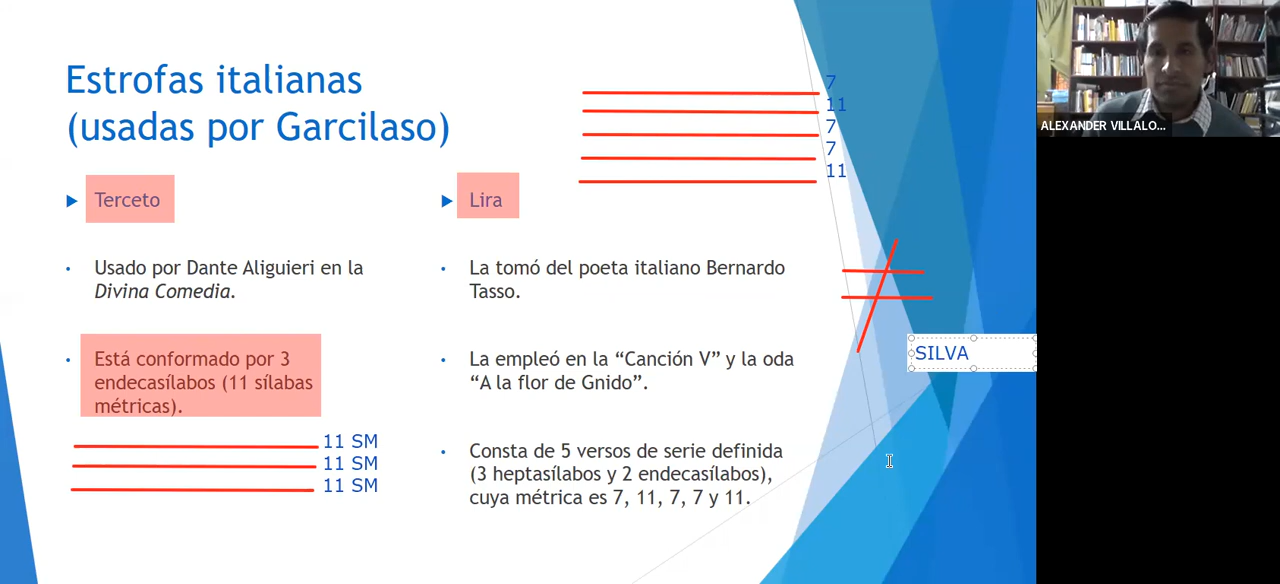 Estrofas italianas
(usadas por Garcilaso)
Terceto
Usado por Dante Aliguieri en la
Divina Comedia.
Está conformado por 3
endecasílabos (11 sílabas
métricas).
11 SM
11 SM
11 SM
Lira
La tomó del poeta italiano Bernardo
Tasso.
La empleó en la “Canción V” y la oda
“A la flor de Gnido”.
Consta de 5 versos de serie definida
(3 heptasílabos y 2 endecasílabos),
cuya métrica es 7, 11, 7, 7 y 11.
7
11
7
7
11
SILVA
ALEXANDER VILLALO...